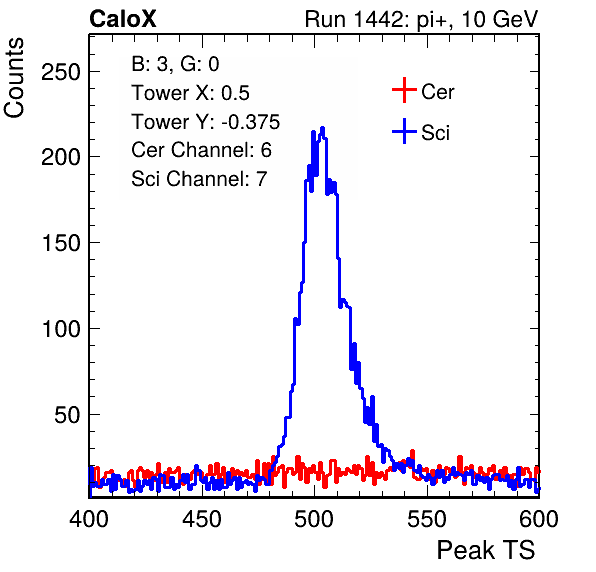 CaloX Run 1442: pi+, 10 GeV
Counts
B: 3, G: 0
Tower X: 0.5
Tower Y: -0.375
Cer Channel: 6
Sci Channel: 7
Cer
Sci
250
200
150
100
50
400 450 500 550 600
Peak TS